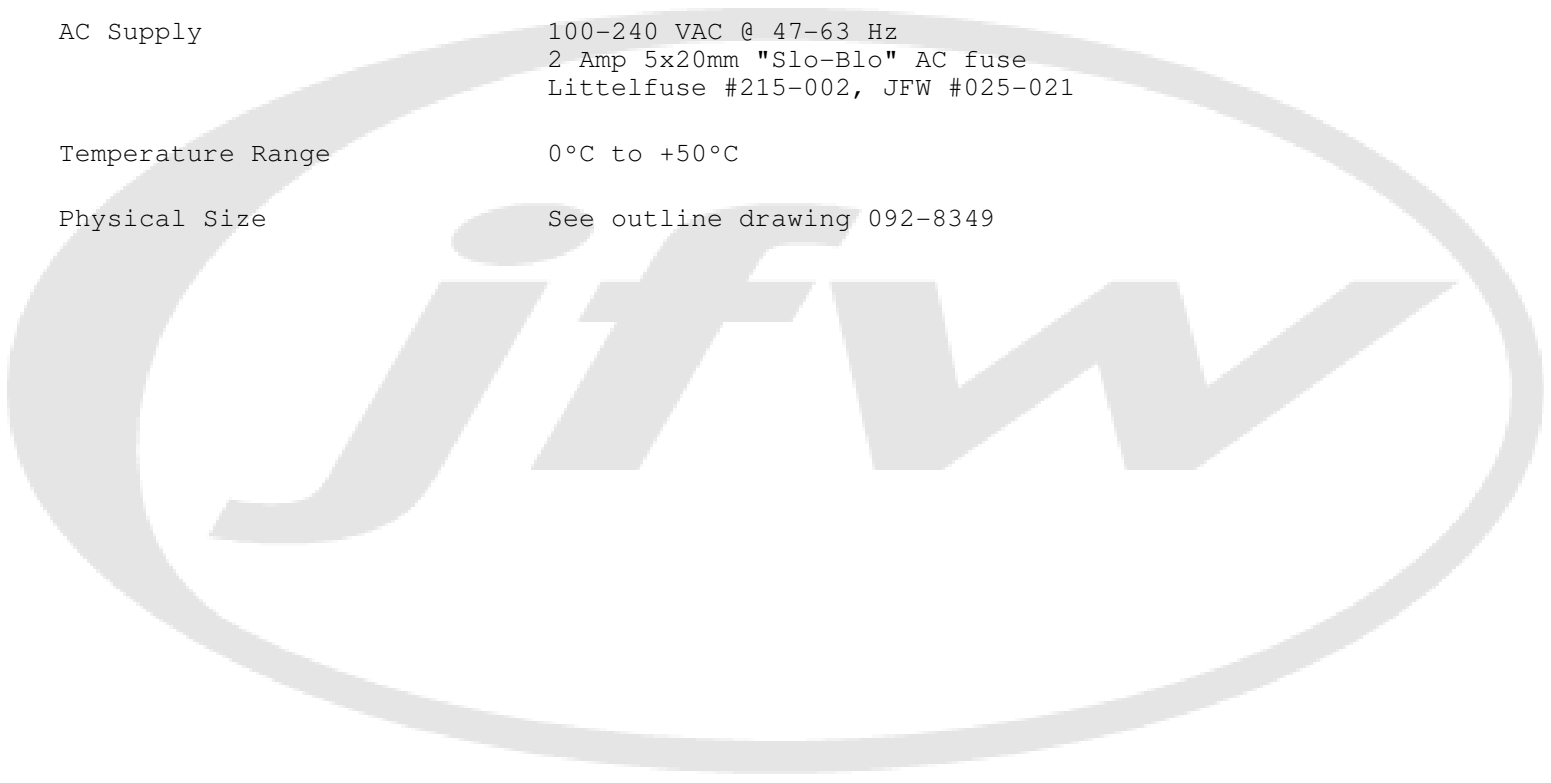 AC Supply 100-240 VAC @ 47-63 Hz
2 Amp 5x20mm "Slo-Blo" AC fuse
Littelfuse #215-002, JFW #025-021
Temperature Range 0°C to +50°C
Physical Size See outline drawing 092-8349
jfw